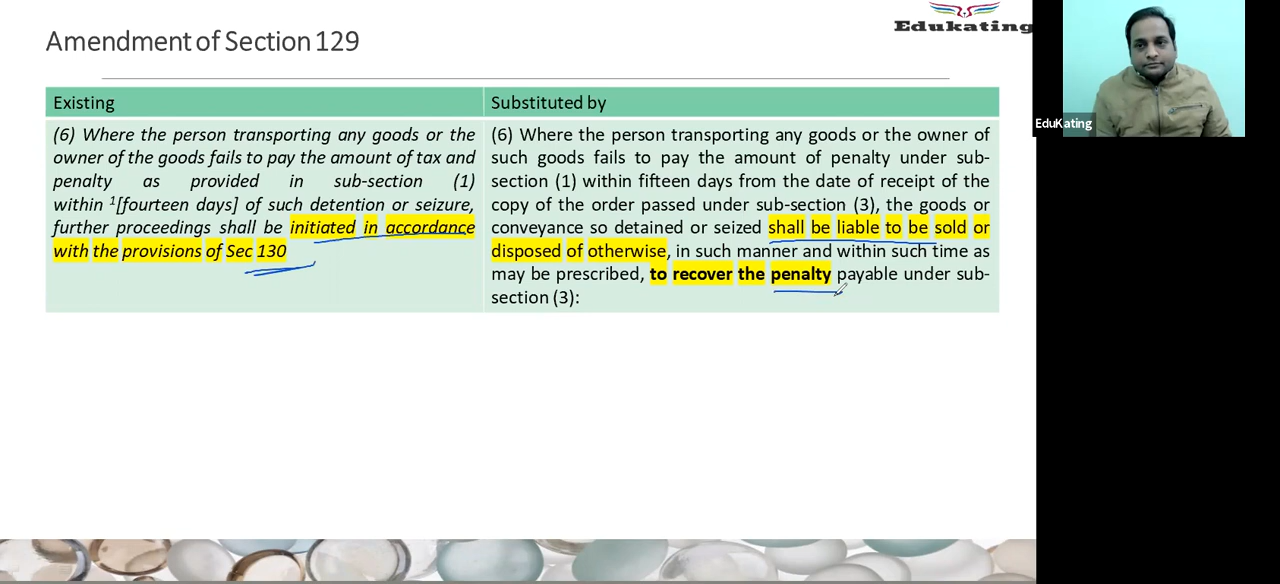 Edukating
Amendment of Section 129
EduKating
Existing
Substituted by
(6) Where the person transporting any goods or the
owner of the goods fails to pay the amount of tax and
penalty as provided in sub-section (1)
within 1[fourteen days] of such detention or seizure,
further proceedings shall be initiated in accordance
with the provisions of Sec 130
(6) Where the person transporting any goods or the owner of
such goods fails to pay the amount of penalty under sub-
section (1) within fifteen days from the date of receipt of the
copy of the order passed under sub-section (3), the goods or
conveyance so detained or seized shall be liable to be sold or
disposed of otherwise, in such manner and within such time as
may be prescribed, to recover the penalty payable under sub-
section (3):